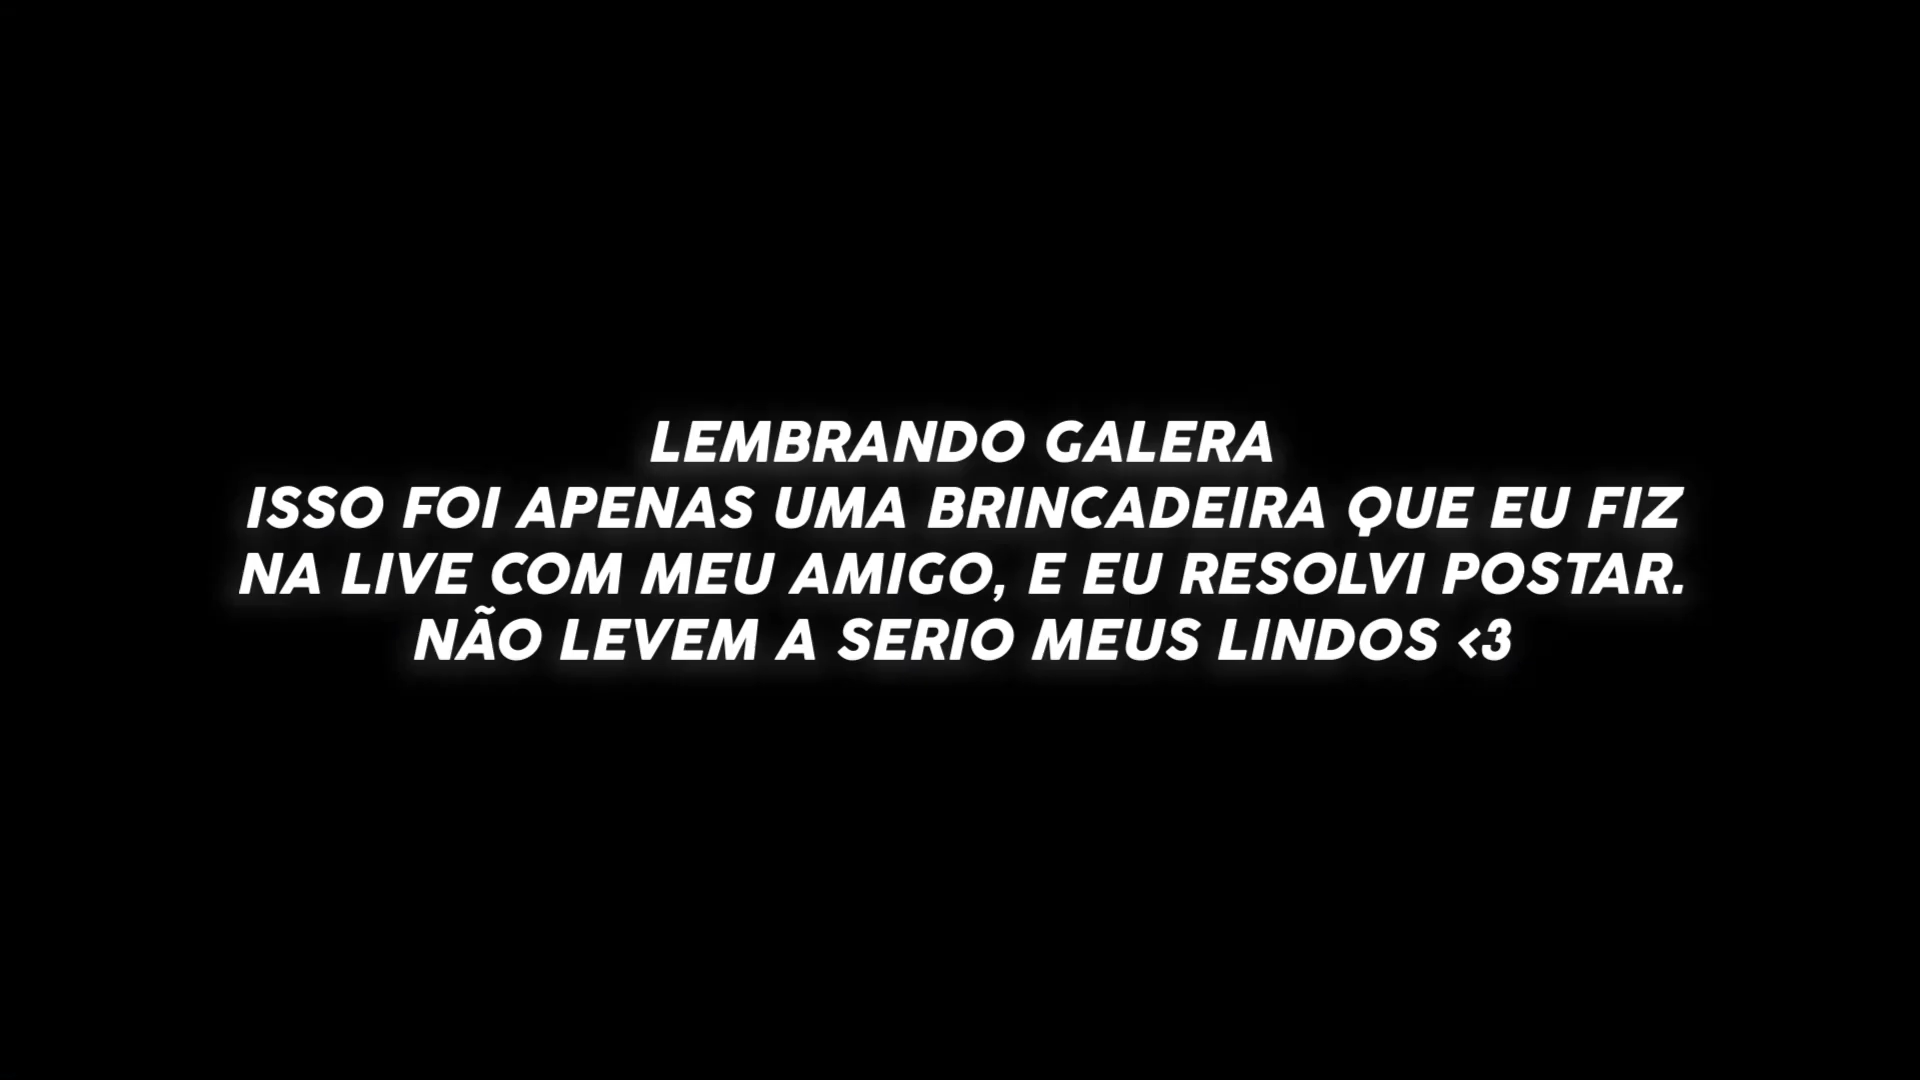 LEMBRANDO GALERA
ISSO FOI APENAS UMA BRINCADEIRA QUE EU FIZ
NA LIVE COM MEU AMIGO, E EU RESOLVI POSTAR.
NÃO LEVEM A SERIO MEUS LINDOS <3